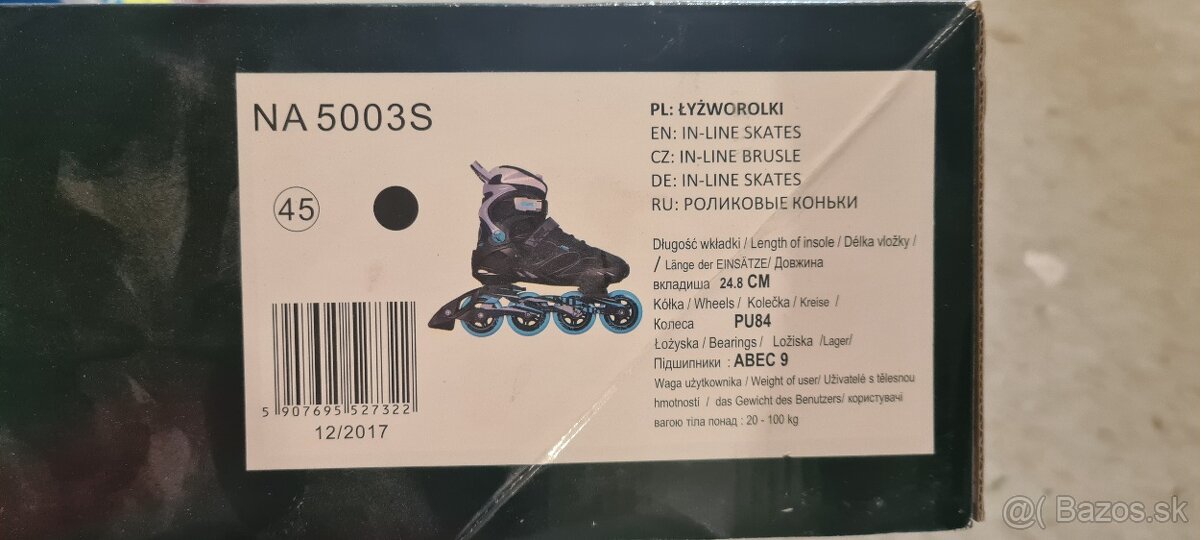 NA 5003S
45
5 907695 527322
12/2017
PL: ŁYŻWOROLKI
EN: IN-LINE SKATES
CZ: IN-LINE BRUSLE
DE: IN-LINE SKATES
RU: РОЛИКОВЫЕ КОНЬКИ
Długość wkładki / Length of insole / Délka vložky /
/ Länge der EINSÄTZE/ Довжина
вкладиша 24.8 CM
Kółka / Wheels / Kolečka / Kreise /
Колеса PU84
Łożyska / Bearings / Ložiska /Lager/
Підшипники : ABEC 9
Waga użytkownika / Weight of user/ Uživatelé s tělesnou
hmotností / das Gewicht des Benutzers/ користувачі
вагою тіла понад : 20 - 100 kg
@( Bazos.sk